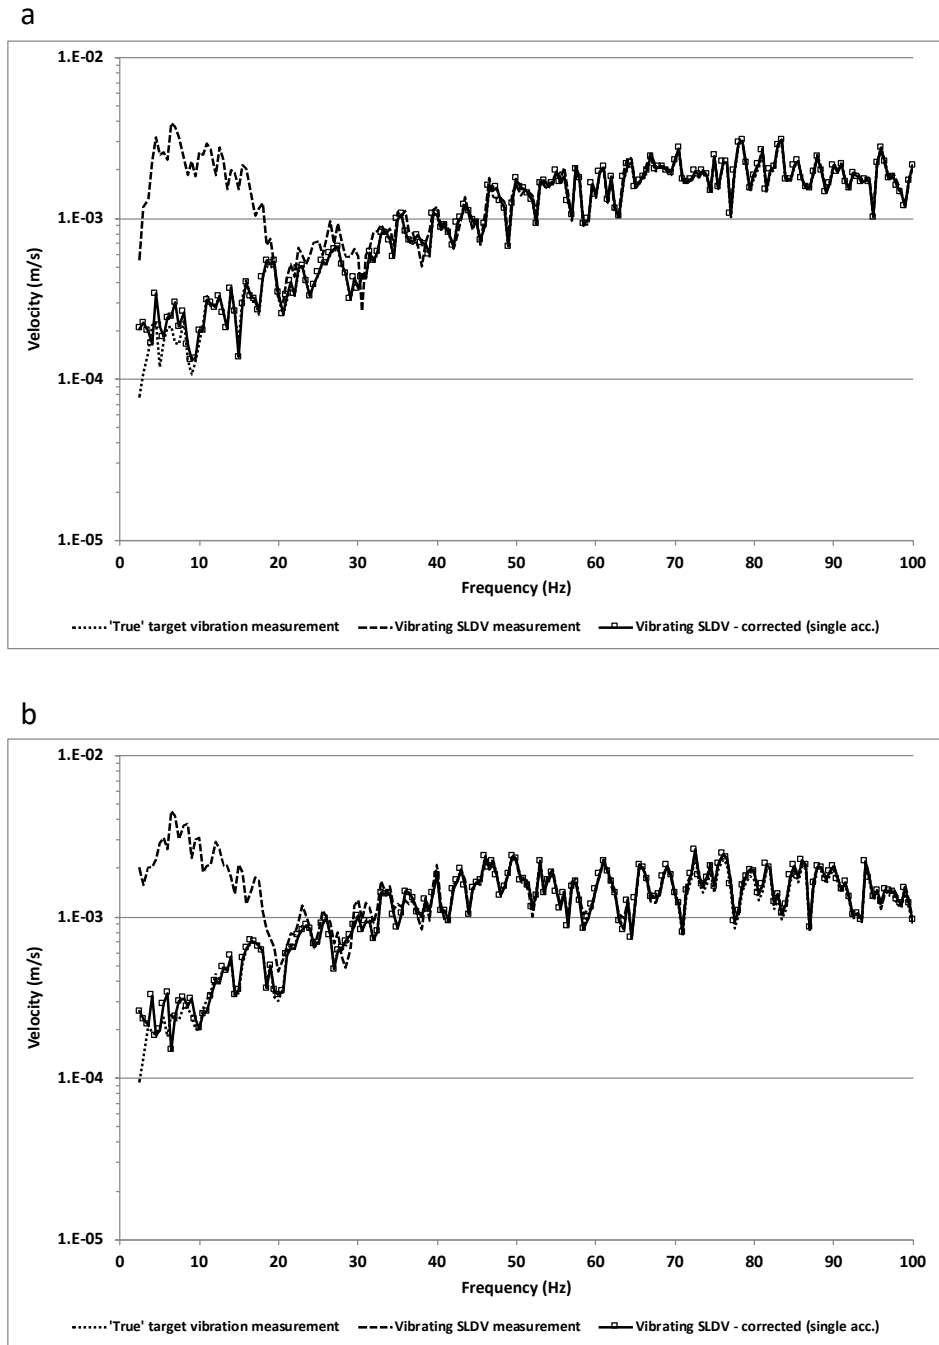 a
1.E-02
1.E-03
1.E-04
1.E-05
Velocity (m/s)
0 10 20 30 40 50 60 70 80 90 100
Frequency (Hz)
'True' target vibration measurement Vibrating SLDV measurement Vibrating SLDV - corrected (single acc.)
b
1.E-02
1.E-03
1.E-04
1.E-05
Velocity (m/s)
0 10 20 30 40 50 60 70 80 90 100
Frequency (Hz)
'True' target vibration measurement Vibrating SLDV measurement Vibrating SLDV - corrected (single acc.)